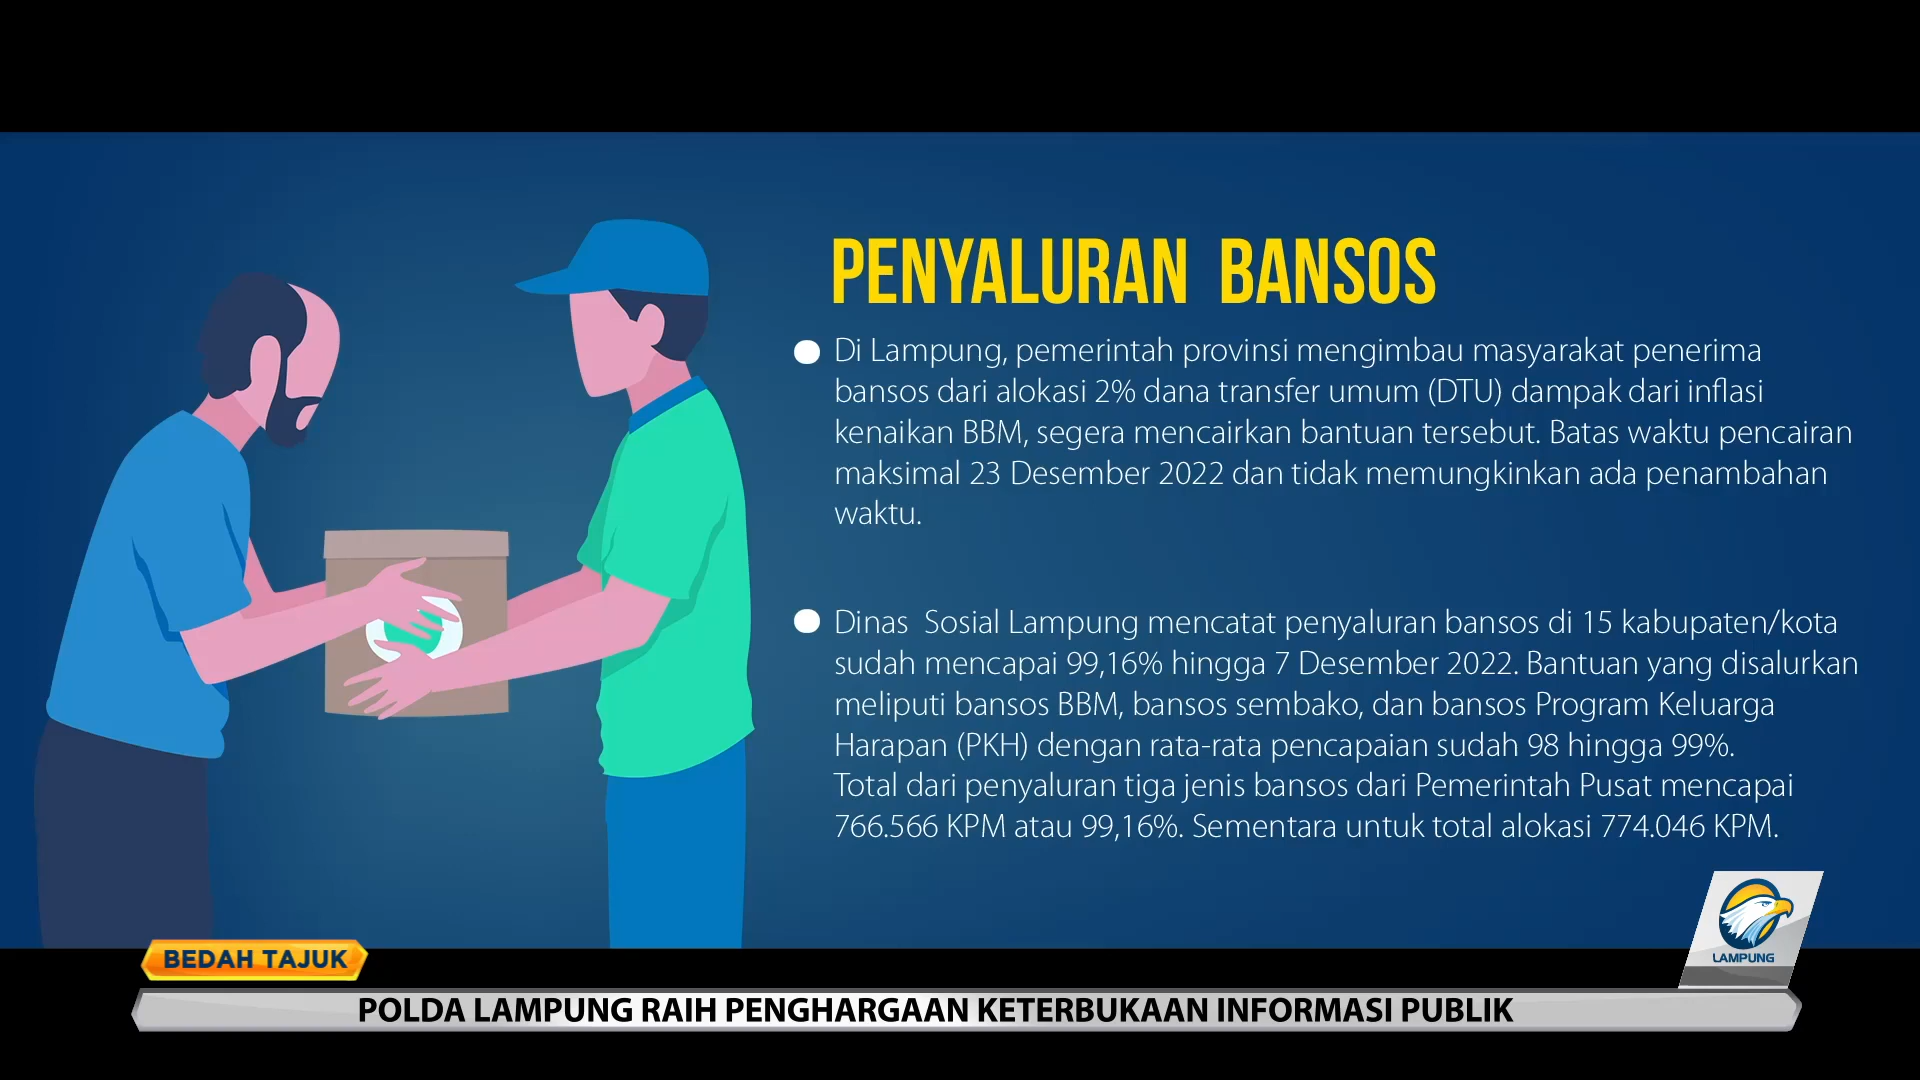 PENYALURAN BANSOS
Di Lampung, pemerintah provinsi mengimbau masyarakat penerima
bansos dari alokasi 2% dana transfer umum (DTU) dampak dari inflasi
kenaikan BBM, segera mencairkan bantuan tersebut. Batas waktu pencairan
maksimal 23 Desember 2022 dan tidak memungkinkan ada penambahan
waktu.
Dinas Sosial Lampung mencatat penyaluran bansos di 15 kabupaten/kota
sudah mencapai 99,16% hingga 7 Desember 2022. Bantuan yang disalurkan
meliputi bansos BBM, bansos sembako, dan bansos Program Keluarga
Harapan (PKH) dengan rata-rata pencapaian sudah 98 hingga 99%.
Total dari penyaluran tiga jenis bansos dari Pemerintah Pusat mencapai
766.566 KPM atau 99,16%. Sementara untuk total alokasi 774.046 KPM.
LAMPUNG
BEDAH TAJUK
POLDA LAMPUNG RAIH PENGHARGAAN KETERBUKAAN INFORMASI PUBLIK